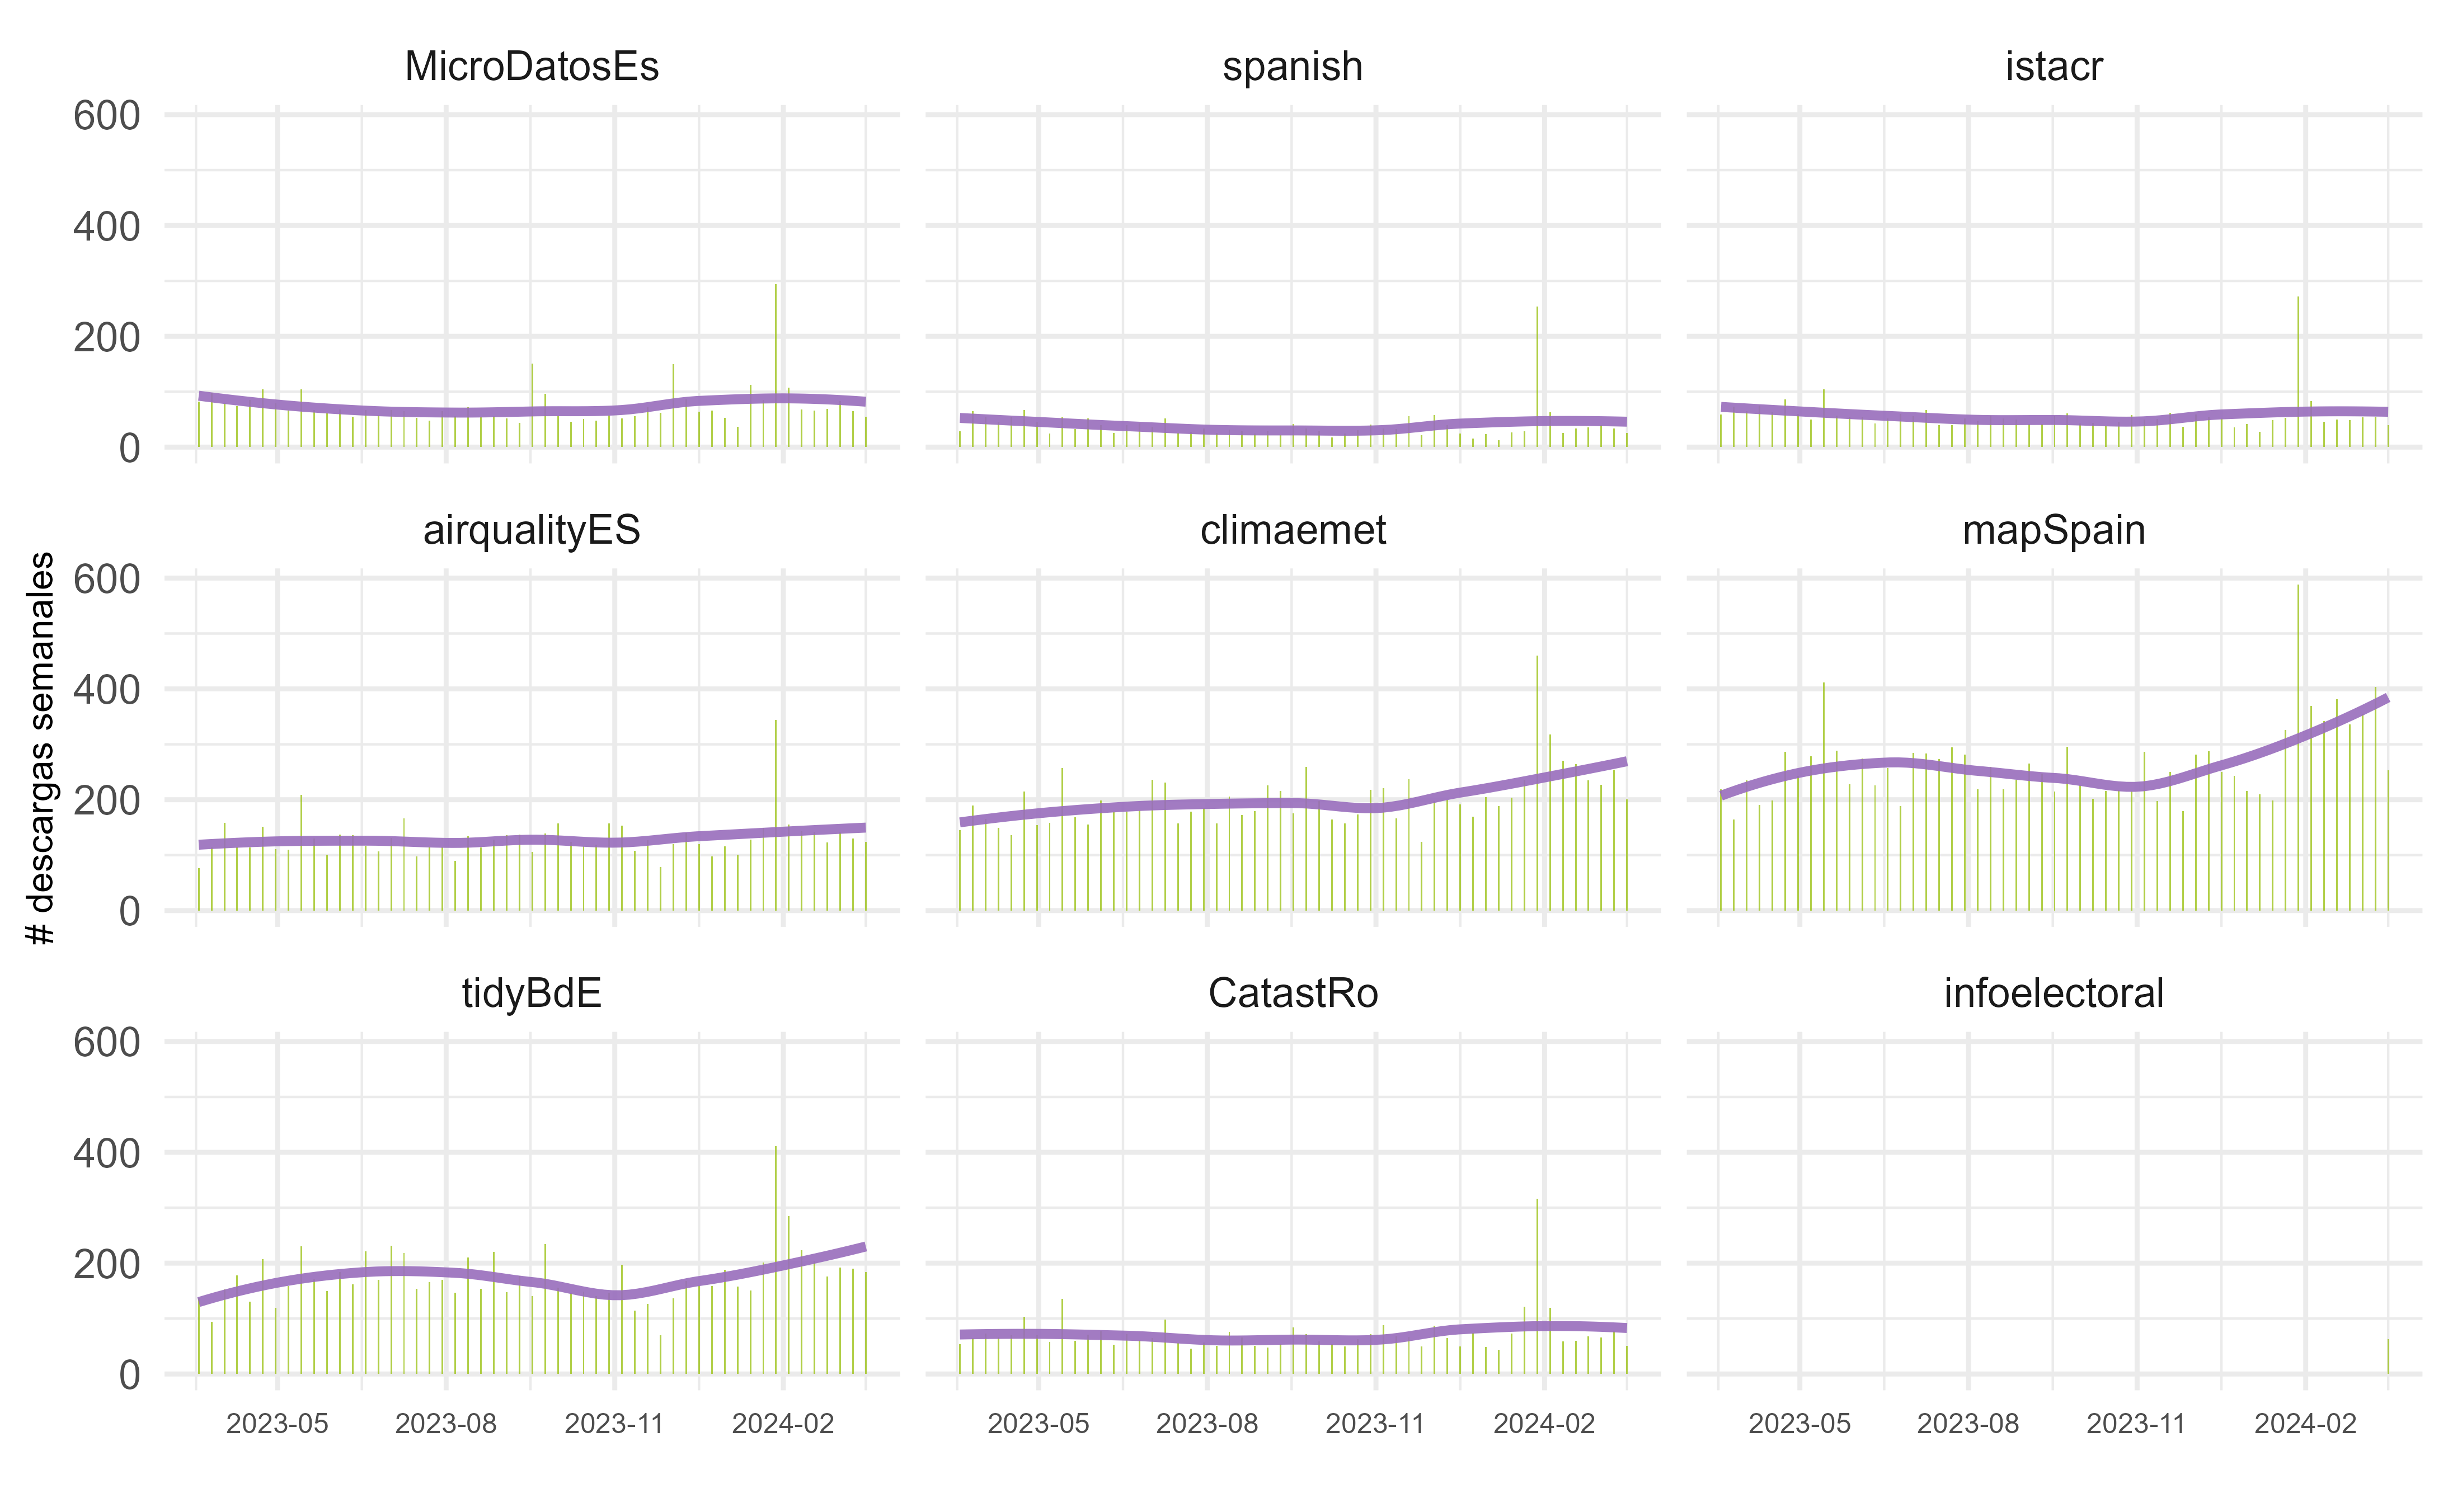 MicroDatosEs spanish istacr
600
400
200
0
airqualityES climaemet mapSpain
# descargas semanales
600
400
200
0
tidyBdE CatastRo infoelectoral
600
400
200
0
2023-05 2023-08 2023-11 2024-02 2023-05 2023-08 2023-11 2024-02 2023-05 2023-08 2023-11 2024-02